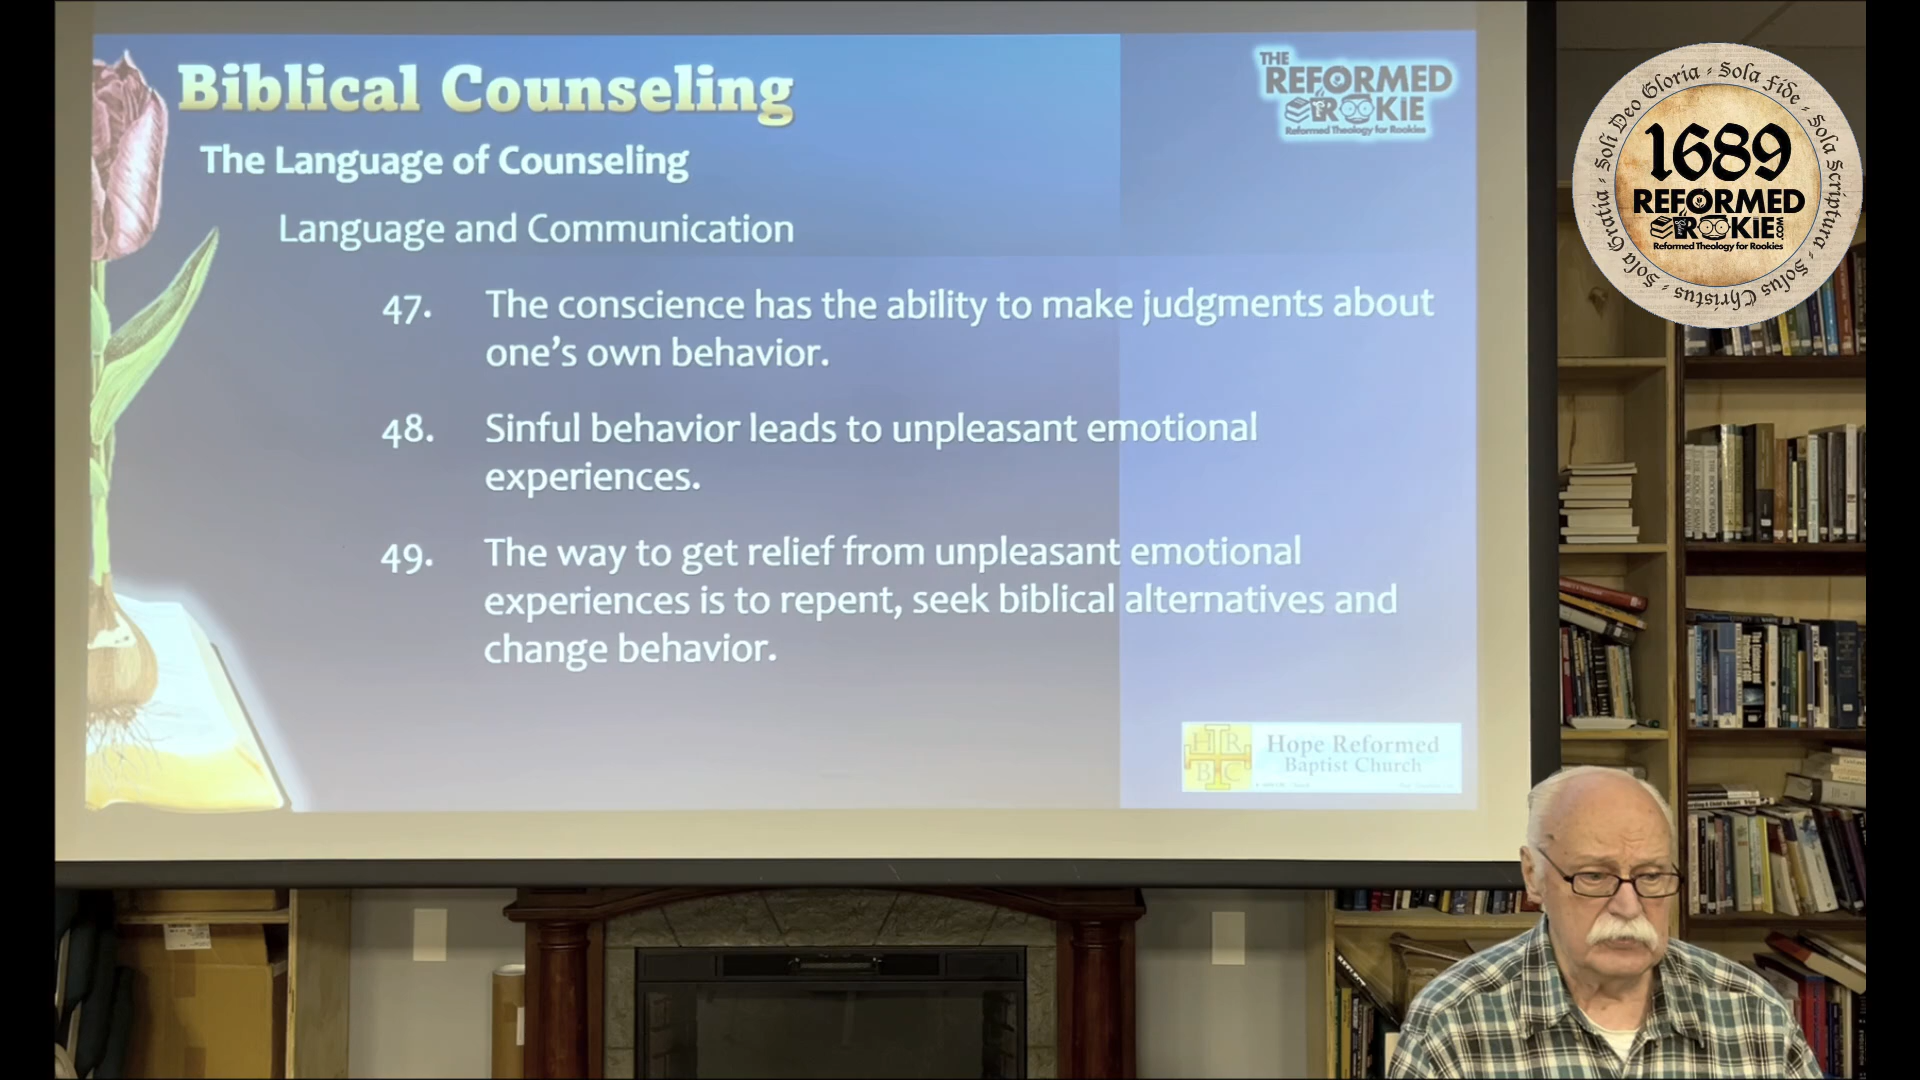 Biblical Counseling
The Language of Counseling
Language and Communication
47. The conscience has the ability to make judgments about
one’s own behavior.
48. Sinful behavior leads to unpleasant emotional
experiences.
49. The way to get relief from unpleasant emotional
experiences is to repent, seek biblical alternatives and
change behavior.
THE
REFORMED
ROOKIE
Reformed Theology for Rookies
HR
BC
Hope Reformed
Baptist Church
Soli Deo Gloria - Sola Fide - Sola Scriptura - Solus Christus - Sola Gratia -
1689
REFORMED
ROOKIE.COM
Reformed Theology for Rookies